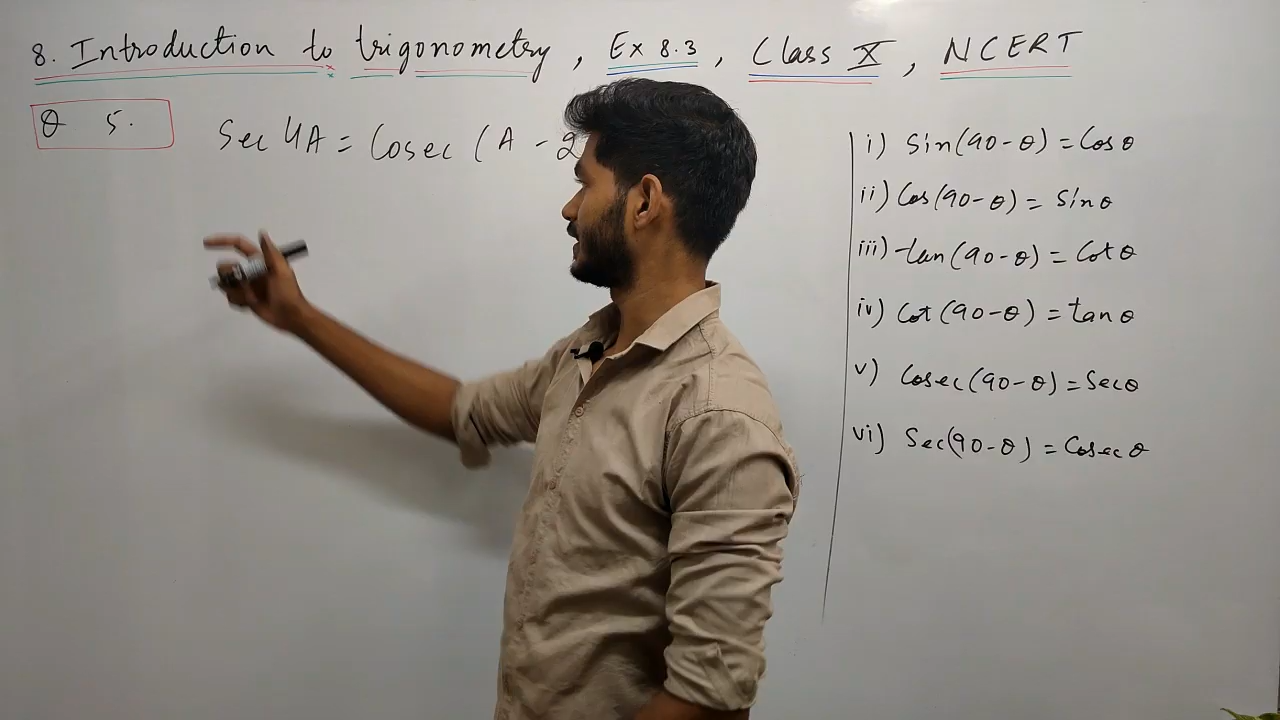 8. Introduction to trigonometry, Ex 8.3, Class X, NCERT
Q 5.
Sec 4A = Cosec (A - 2
i) Sin(90-θ) = Cosθ
ii) Cos(90-θ) = Sinθ
iii) tan(90-θ) = Cotθ
iv) Cot(90-θ) = tanθ
v) Cosec(90-θ) = Secθ
vi) Sec(90-θ) = Cosecθ